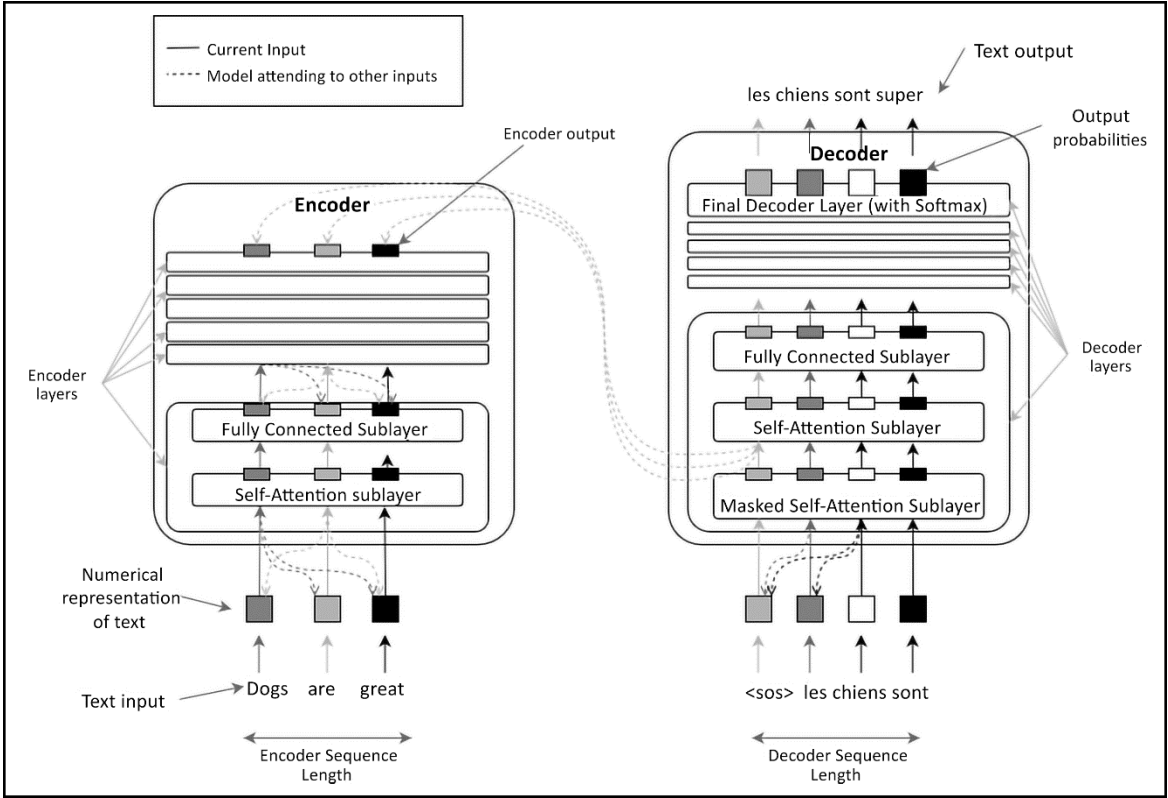 Current Input
Model attending to other inputs
Text output
les chiens sont super
Output
probabilities
Encoder output
Decoder
Final Decoder Layer (with Softmax)
Encoder
Encoder
layers
Fully Connected Sublayer
Self-Attention sublayer
Fully Connected Sublayer
Self-Attention Sublayer
Masked Self-Attention Sublayer
Decoder
layers
Numerical
representation
of text
Text input
Dogs are great
<sos> les chiens sont
Encoder Sequence
Length
Decoder Sequence
Length